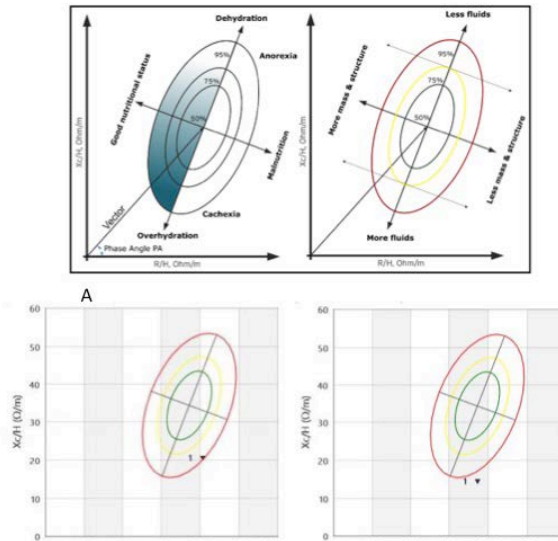 Dehydration
95%
Anorexia
75%
50%
Good nutritional status
Malnutrition
Cachexia
Overhydration
Vector
Phase Angle PA
Xc/H, Ohm/m
R/H, Ohm/m
Less fluids
95%
75%
50%
More mass & structure
Less mass & structure
More fluids
Xc/H, Ohm/m
R/H, Ohm/m
A
60
50
40
30
20
10
0
Xc/H (Ω/m)
1
60
50
40
30
20
10
0
Xc/H (Ω/m)
1